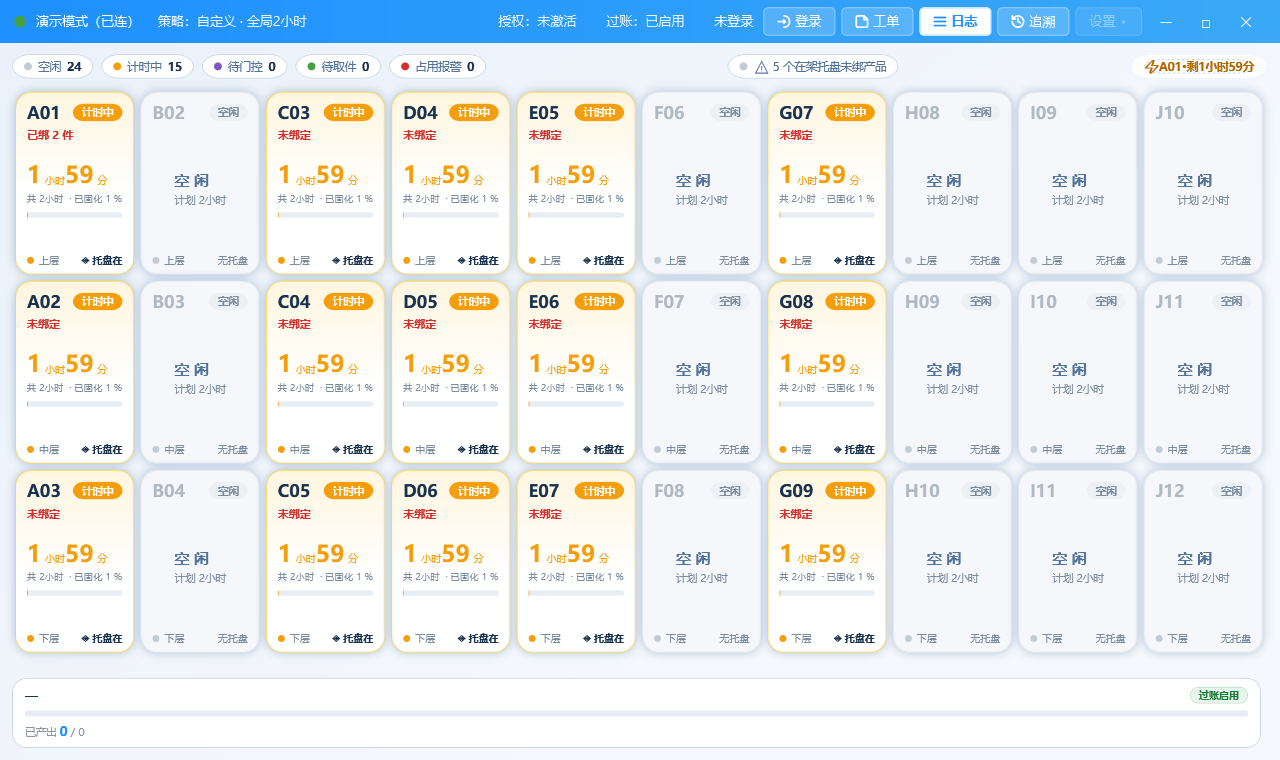 演示模式（已连） 策略：自定义 · 全局2小时 授权：未激活 过账：已启用 未登录 登录 工单 日志 追溯 设置
空闲 24 计时中 15 待门控 0 待取件 0 占用报警 0 5 个在架托盘未绑产品 A01·剩1小时59分
A01 计时中 B02 空闲 C03 计时中 D04 计时中 E05 计时中 F06 空闲 G07 计时中 H08 空闲 I09 空闲 J10 空闲
已绑 2 件 未绑定 未绑定 未绑定 未绑定
1 小时 59 分 空 闲 1 小时 59 分 1 小时 59 分 1 小时 59 分 空 闲 1 小时 59 分 空 闲 空 闲 空 闲
共 2小时 · 已固化 1 % 计划 2小时 共 2小时 · 已固化 1 % 共 2小时 · 已固化 1 % 共 2小时 · 已固化 1 % 计划 2小时 共 2小时 · 已固化 1 % 计划 2小时 计划 2小时 计划 2小时
上层 托盘在 上层 无托盘 上层 托盘在 上层 托盘在 上层 托盘在 上层 无托盘 上层 托盘在 上层 无托盘 上层 无托盘 上层 无托盘
A02 计时中 B03 空闲 C04 计时中 D05 计时中 E06 计时中 F07 空闲 G08 计时中 H09 空闲 I10 空闲 J11 空闲
未绑定 未绑定 未绑定 未绑定 未绑定
1 小时 59 分 空 闲 1 小时 59 分 1 小时 59 分 1 小时 59 分 空 闲 1 小时 59 分 空 闲 空 闲 空 闲
共 2小时 · 已固化 1 % 计划 2小时 共 2小时 · 已固化 1 % 共 2小时 · 已固化 1 % 共 2小时 · 已固化 1 % 计划 2小时 共 2小时 · 已固化 1 % 计划 2小时 计划 2小时 计划 2小时
中层 托盘在 中层 无托盘 中层 托盘在 中层 托盘在 中层 托盘在 中层 无托盘 中层 托盘在 中层 无托盘 中层 无托盘 中层 无托盘
A03 计时中 B04 空闲 C05 计时中 D06 计时中 E07 计时中 F08 空闲 G09 计时中 H10 空闲 I11 空闲 J12 空闲
未绑定 未绑定 未绑定 未绑定 未绑定
1 小时 59 分 空 闲 1 小时 59 分 1 小时 59 分 1 小时 59 分 空 闲 1 小时 59 分 空 闲 空 闲 空 闲
共 2小时 · 已固化 1 % 计划 2小时 共 2小时 · 已固化 1 % 共 2小时 · 已固化 1 % 共 2小时 · 已固化 1 % 计划 2小时 共 2小时 · 已固化 1 % 计划 2小时 计划 2小时 计划 2小时
下层 托盘在 下层 无托盘 下层 托盘在 下层 托盘在 下层 托盘在 下层 无托盘 下层 托盘在 下层 无托盘 下层 无托盘 下层 无托盘
— 过账启用
已产出 0 / 0